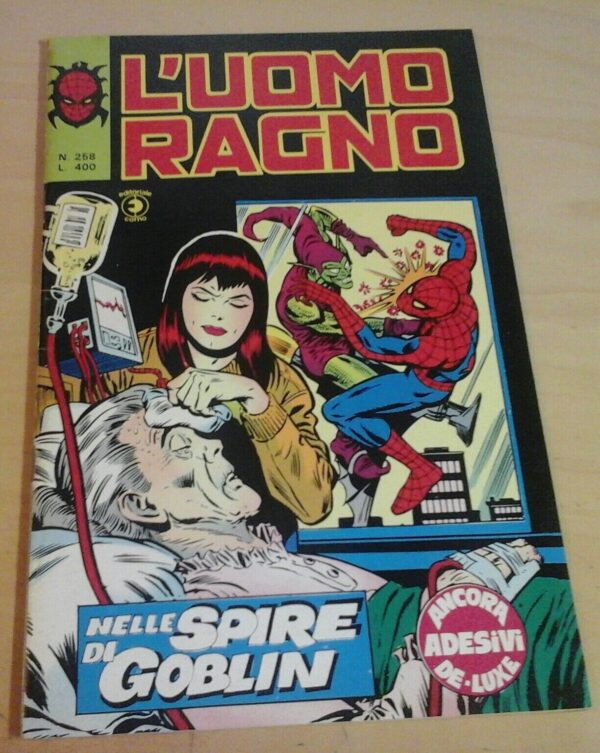 L'UOMO
RAGNO
N. 258
L. 400
editoriale
corno
NELLE SPIRE
DI GOBLIN
ANCORA
ADESIVI
DE-LUXE